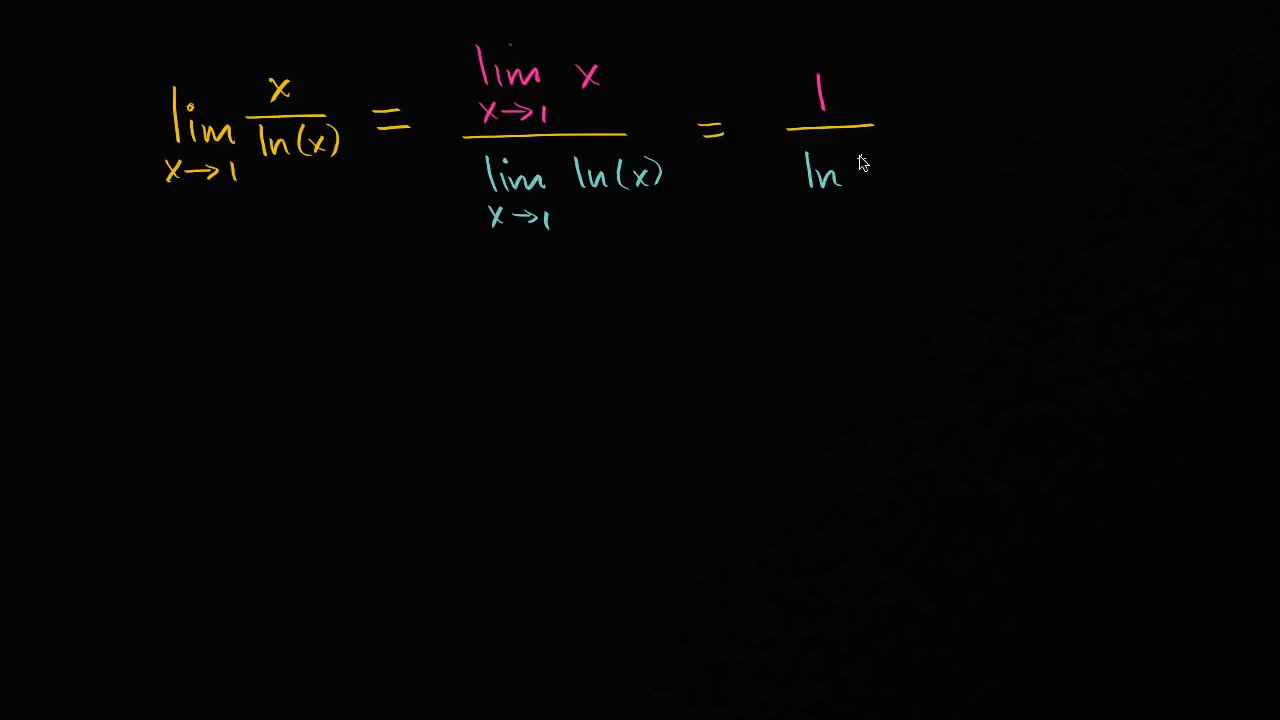 lim x→1 x/ln(x) = lim x→1 x / lim x→1 ln(x) = 1/ln